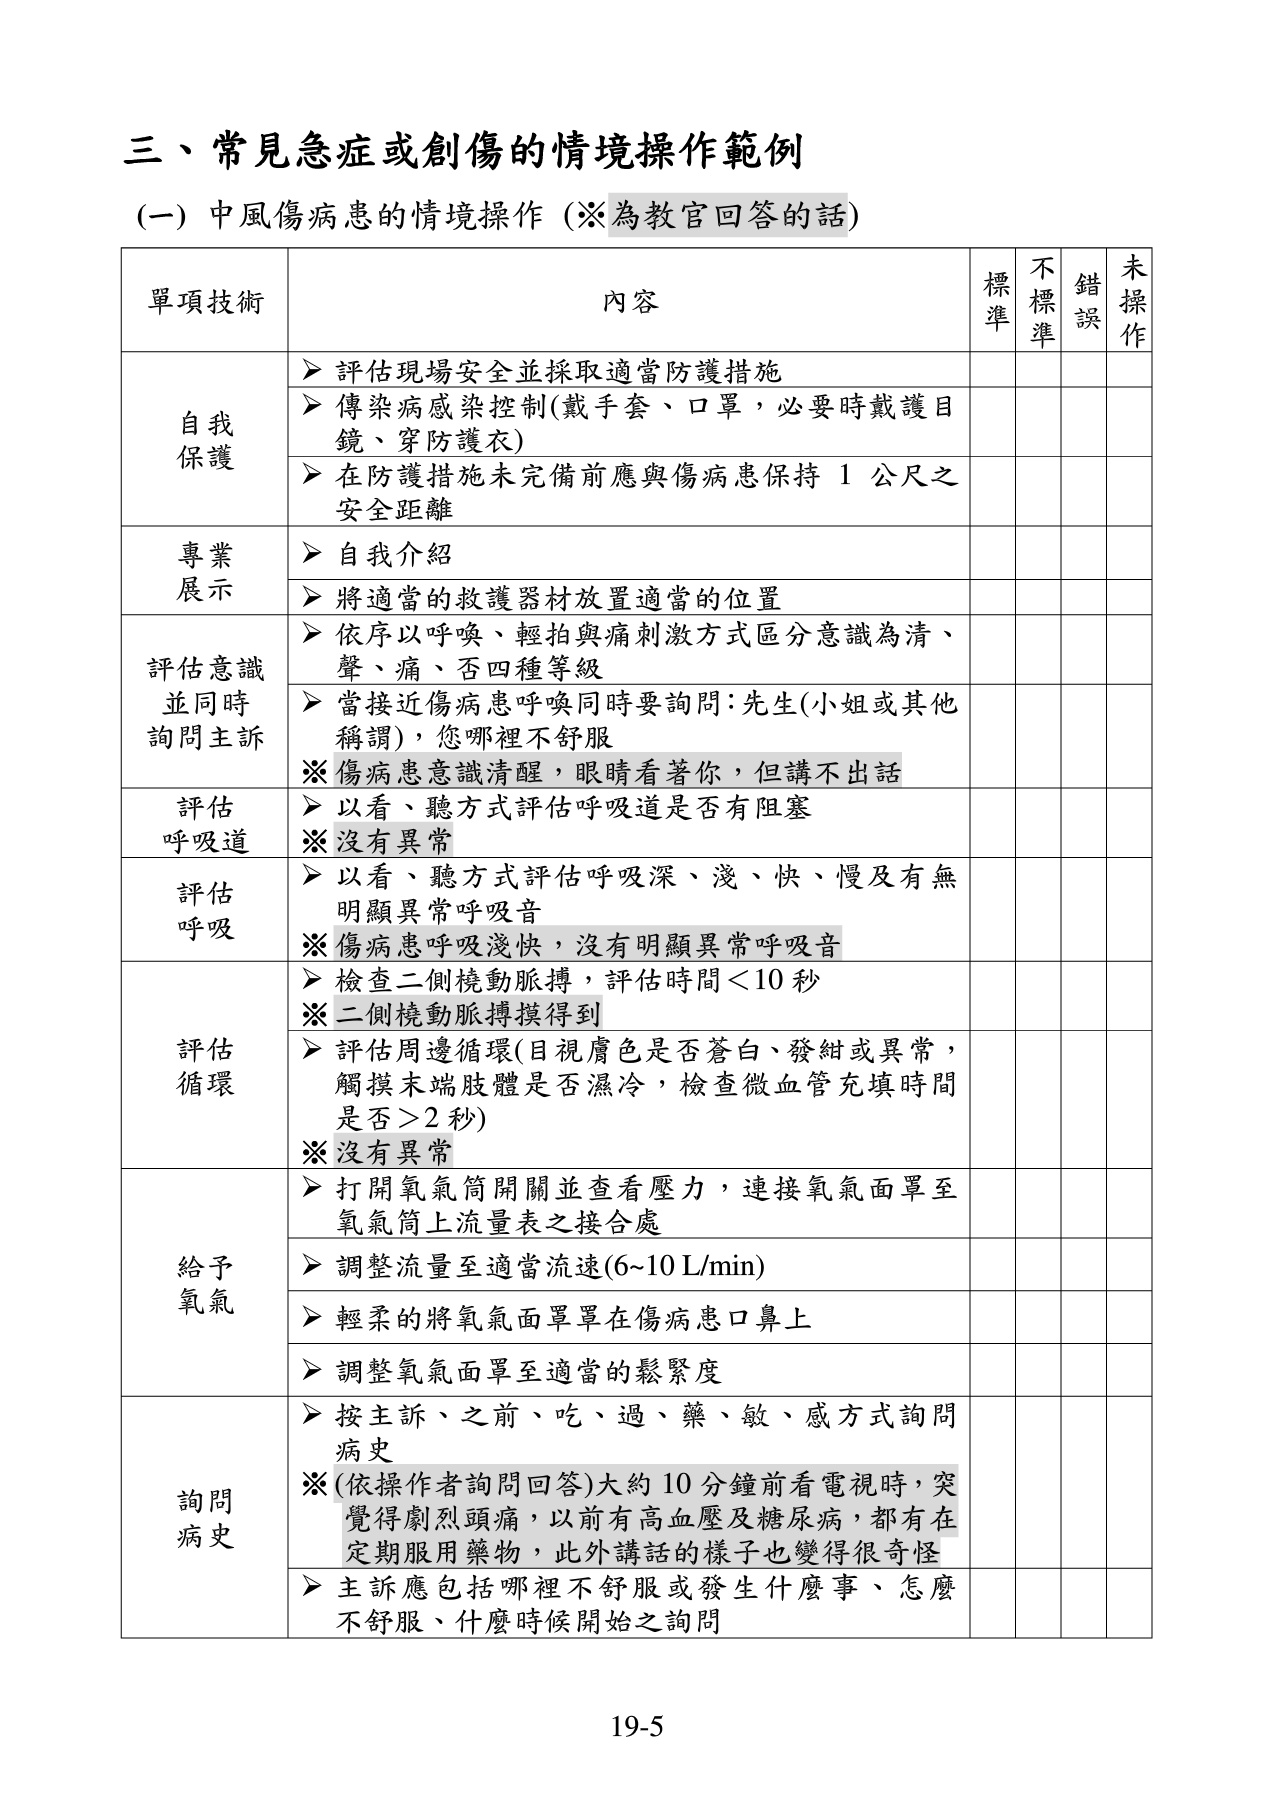 三、常見急症或創傷的情境操作範例
(一) 中風傷病患的情境操作 (※為教官回答的話)
單項技術
內容
標準
不標準
錯誤
未操作
自我
保護
➢ 評估現場安全並採取適當防護措施
➢ 傳染病感染控制(戴手套、口罩，必要時戴護目
鏡、穿防護衣)
➢ 在防護措施未完備前應與傷病患保持 1 公尺之
安全距離
專業
展示
➢ 自我介紹
➢ 將適當的救護器材放置適當的位置
評估意識
並同時
詢問主訴
➢ 依序以呼喚、輕拍與痛刺激方式區分意識為清、
聲、痛、否四種等級
➢ 當接近傷病患呼喚同時要詢問：先生(小姐或其他
稱謂)，您哪裡不舒服
※傷病患意識清醒，眼睛看著你，但講不出話
評估
呼吸道
➢ 以看、聽方式評估呼吸道是否有阻塞
※沒有異常
評估
呼吸
➢ 以看、聽方式評估呼吸深、淺、快、慢及有無
明顯異常呼吸音
※傷病患呼吸淺快，沒有明顯異常呼吸音
評估
循環
➢ 檢查二側橈動脈搏，評估時間＜10 秒
※二側橈動脈搏摸得到
➢ 評估周邊循環(目視膚色是否蒼白、發紺或異常，
觸摸末端肢體是否濕冷，檢查微血管充填時間
是否＞2 秒)
※沒有異常
給予
氧氣
➢ 打開氧氣筒開關並查看壓力，連接氧氣面罩至
氧氣筒上流量表之接合處
➢ 調整流量至適當流速(6~10 L/min)
➢ 輕柔的將氧氣面罩罩在傷病患口鼻上
➢ 調整氧氣面罩至適當的鬆緊度
詢問
病史
➢ 按主訴、之前、吃、過、藥、敏、感方式詢問
病史
※(依操作者詢問回答)大約 10 分鐘前看電視時，突
覺得劇烈頭痛，以前有高血壓及糖尿病，都有在
定期服用藥物，此外講話的樣子也變得很奇怪
➢ 主訴應包括哪裡不舒服或發生什麼事、怎麼
不舒服、什麼時候開始之詢問
19-5